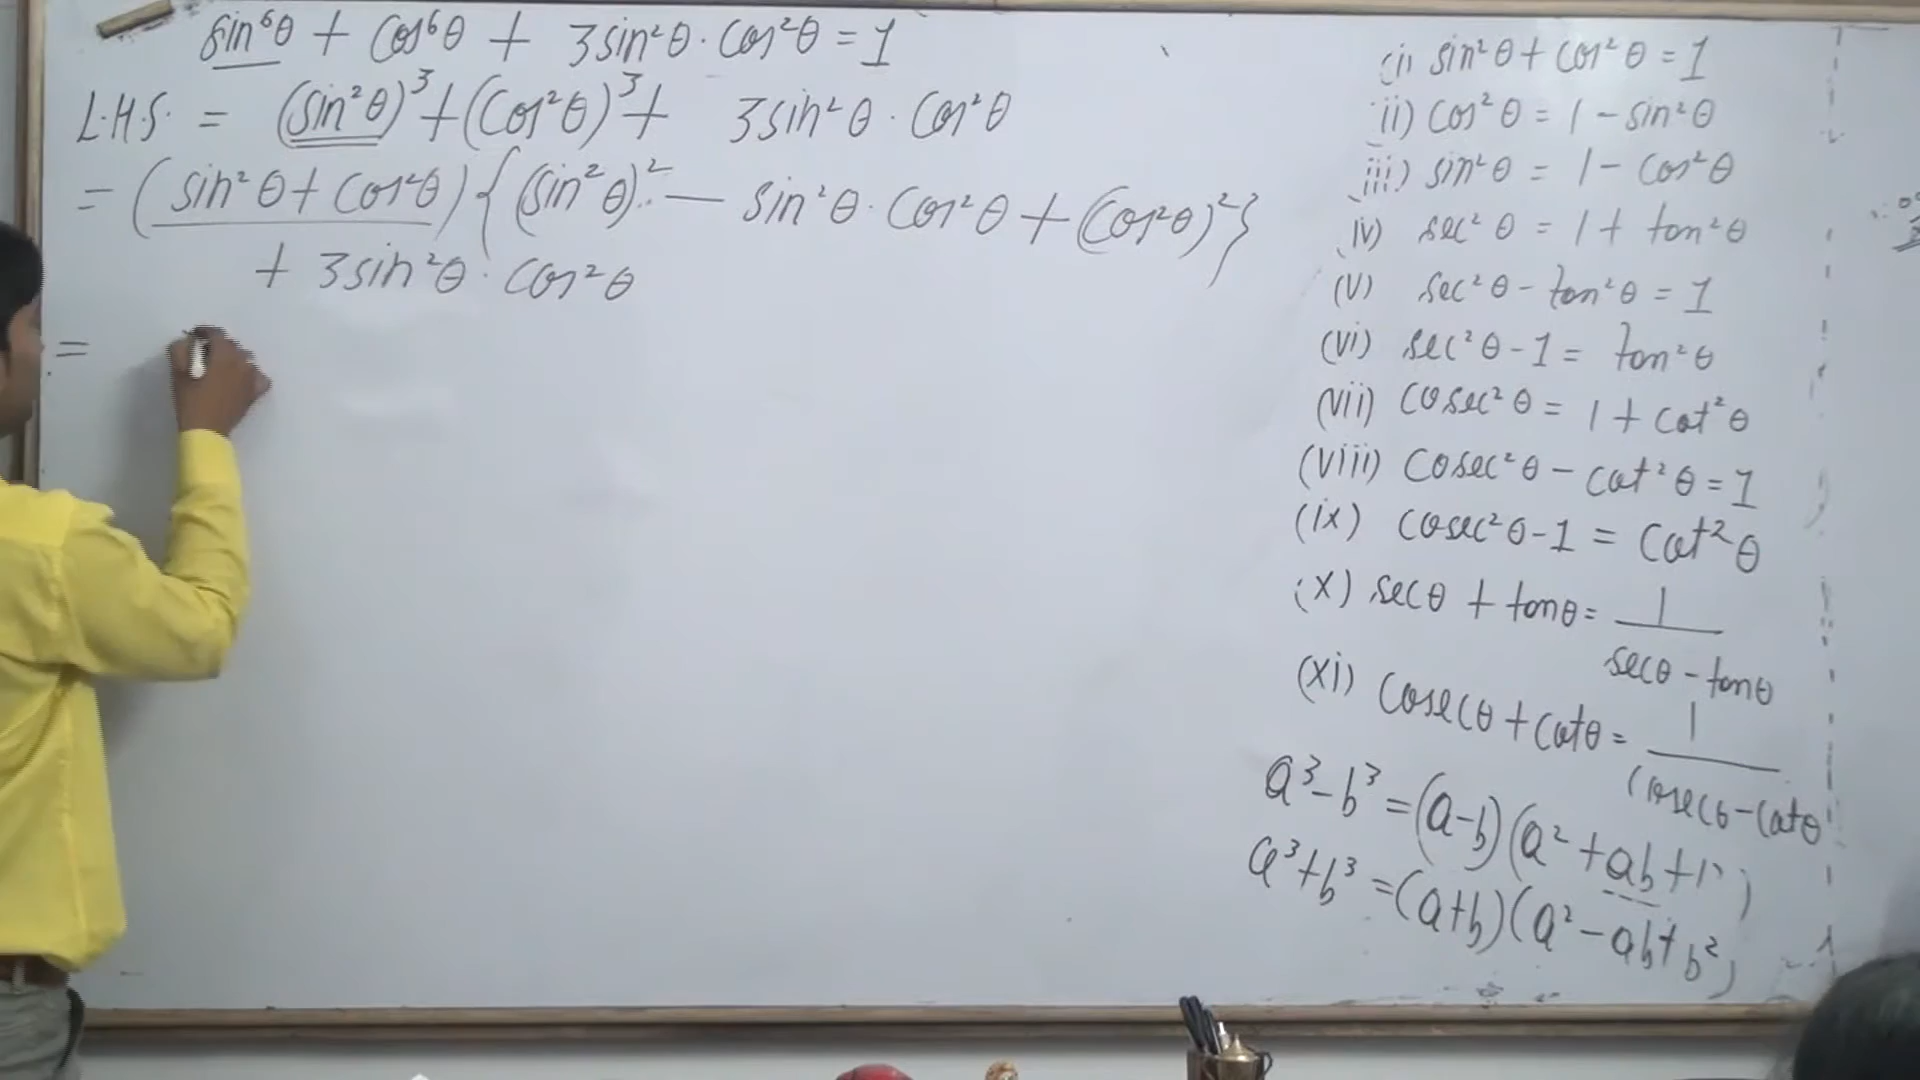 sin⁶θ + cos⁶θ + 3sin²θ · cos²θ = 1
L.H.S. = (sin²θ)³ + (cos²θ)³ + 3sin²θ · cos²θ
= (sin²θ + cos²θ) {(sin²θ)² — sin²θ · cos²θ + (cos²θ)²}
+ 3sin²θ · cos²θ
=
(i) sin²θ + cos²θ = 1
ii) cos²θ = 1 - sin²θ
iii) sin²θ = 1 - cos²θ
iv) sec²θ = 1 + tan²θ
(v) sec²θ - tan²θ = 1
(vi) sec²θ - 1 = tan²θ
(vii) cosec²θ = 1 + cot²θ
(viii) cosec²θ - cot²θ = 1
(ix) cosec²θ - 1 = cot²θ
(x) secθ + tanθ = 1
secθ - tanθ
(xi) cosecθ + cotθ = 1
cosecθ - cotθ
a³ - b³ = (a-b)(a² + ab + )
a³ + b³ = (a+b)(a² - ab + b²)